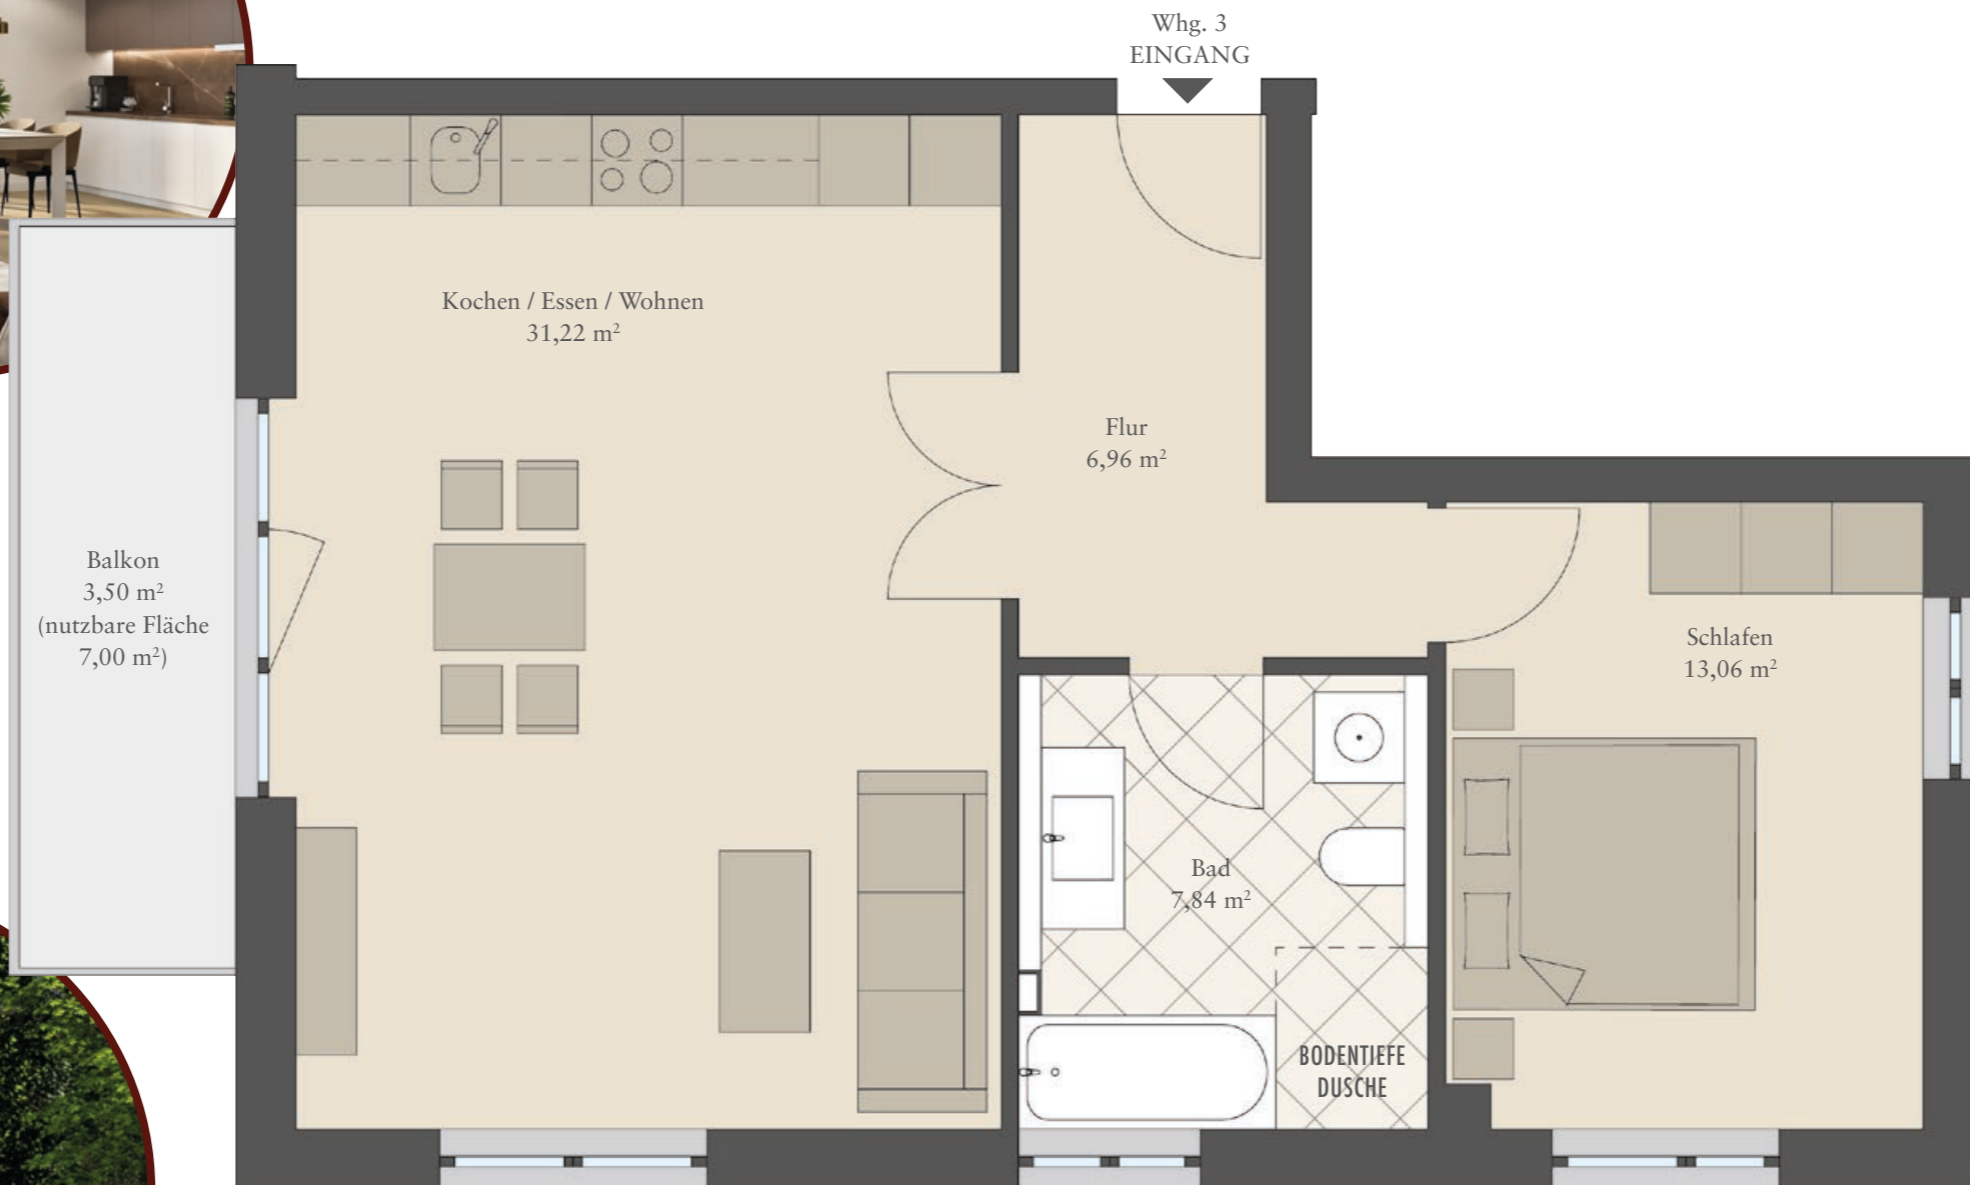 Whg. 3
EINGANG
Kochen / Essen / Wohnen
31,22 m²
Flur
6,96 m²
Balkon
3,50 m²
(nutzbare Fläche
7,00 m²)
Schlafen
13,06 m²
Bad
7,84 m²
BODENTIEFE
DUSCHE